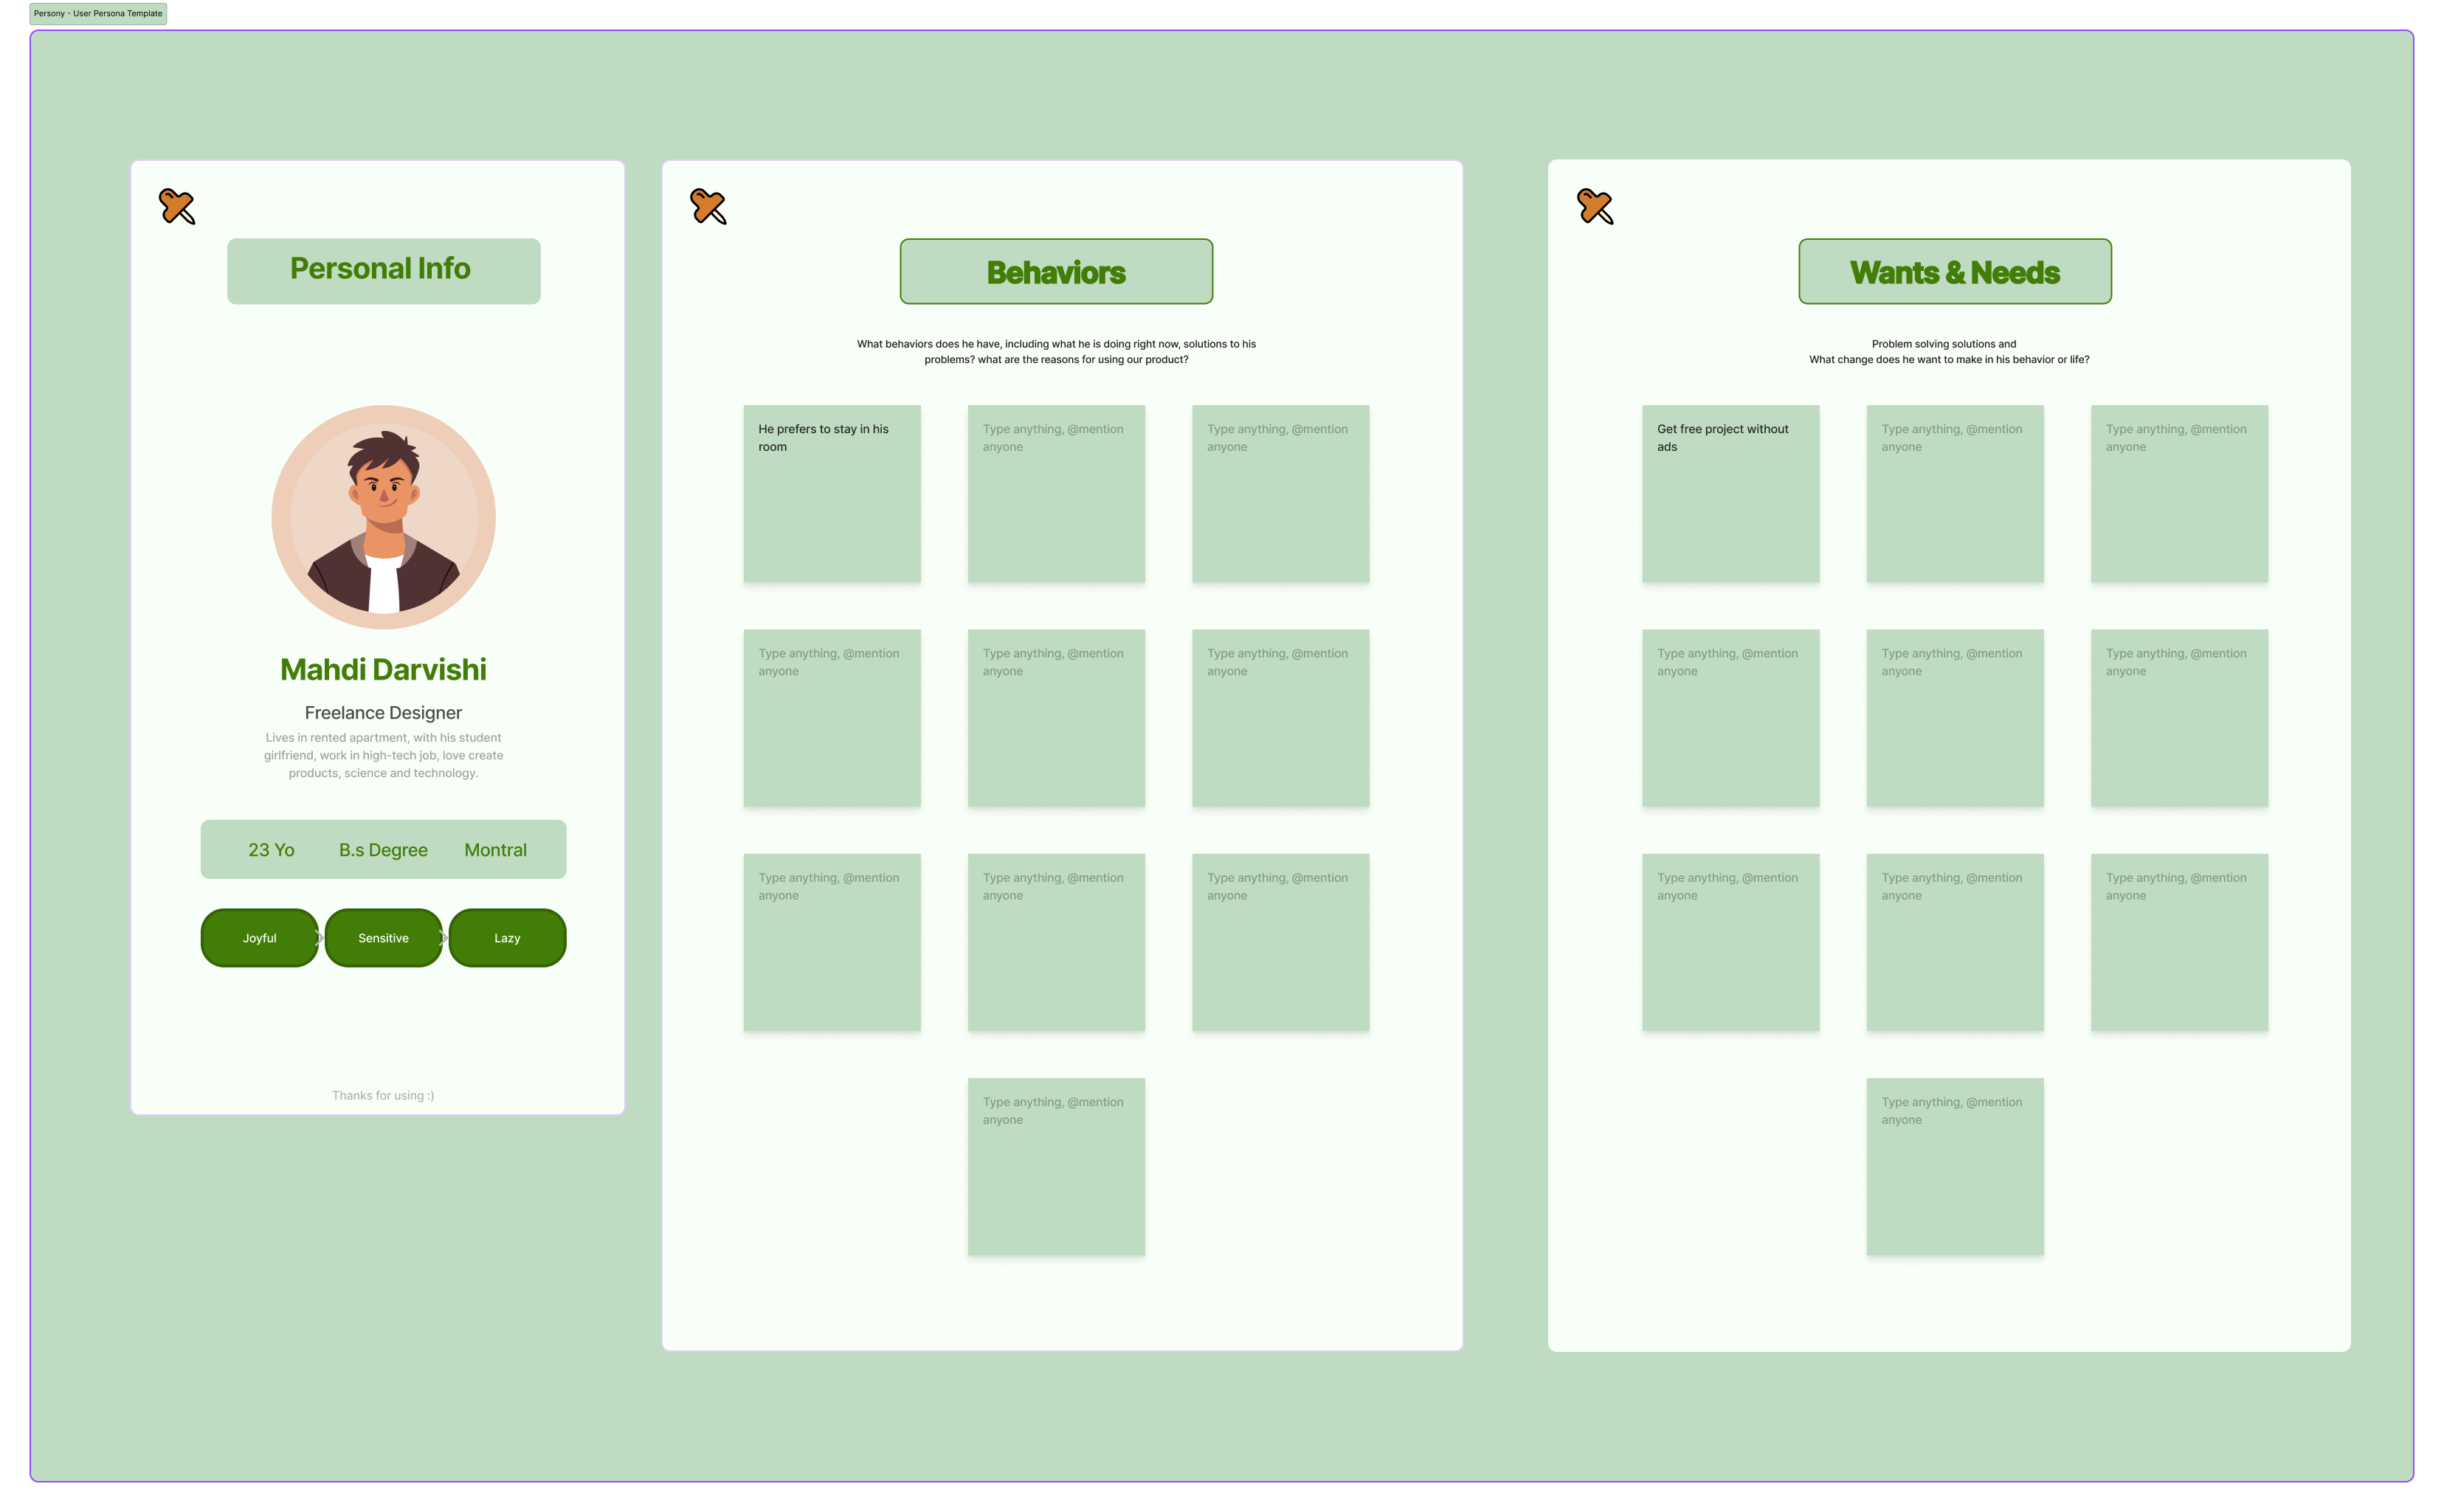 Persony - User Persona Template
Personal Info
Mahdi Darvishi
Freelance Designer
Lives in rented apartment, with his student
girlfriend, work in high-tech job, love create
products, science and technology.
23 Yo
B.s Degree
Montral
Joyful
Sensitive
Lazy
Thanks for using :)
Behaviors
What behaviors does he have, including what he is doing right now, solutions to his
problems? what are the reasons for using our product?
He prefers to stay in his
room
Type anything, @mention
anyone
Type anything, @mention
anyone
Type anything, @mention
anyone
Type anything, @mention
anyone
Type anything, @mention
anyone
Type anything, @mention
anyone
Type anything, @mention
anyone
Type anything, @mention
anyone
Type anything, @mention
anyone
Wants & Needs
Problem solving solutions and
What change does he want to make in his behavior or life?
Get free project without
ads
Type anything, @mention
anyone
Type anything, @mention
anyone
Type anything, @mention
anyone
Type anything, @mention
anyone
Type anything, @mention
anyone
Type anything, @mention
anyone
Type anything, @mention
anyone
Type anything, @mention
anyone
Type anything, @mention
anyone